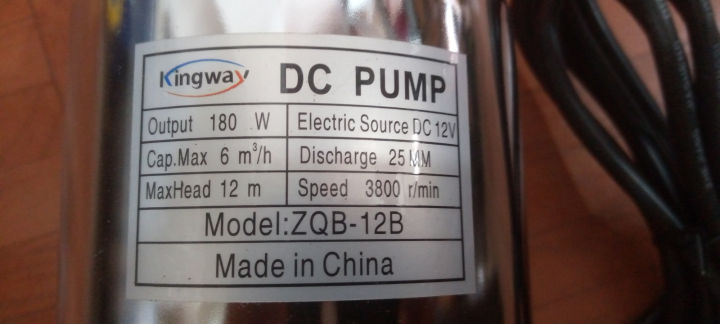 Kingway DC PUMP
Output 180 W Electric Source DC 12V
Cap.Max 6 m³/h Discharge 25 MM
MaxHead 12 m Speed 3800 r/min
Model:ZQB-12B
Made in China